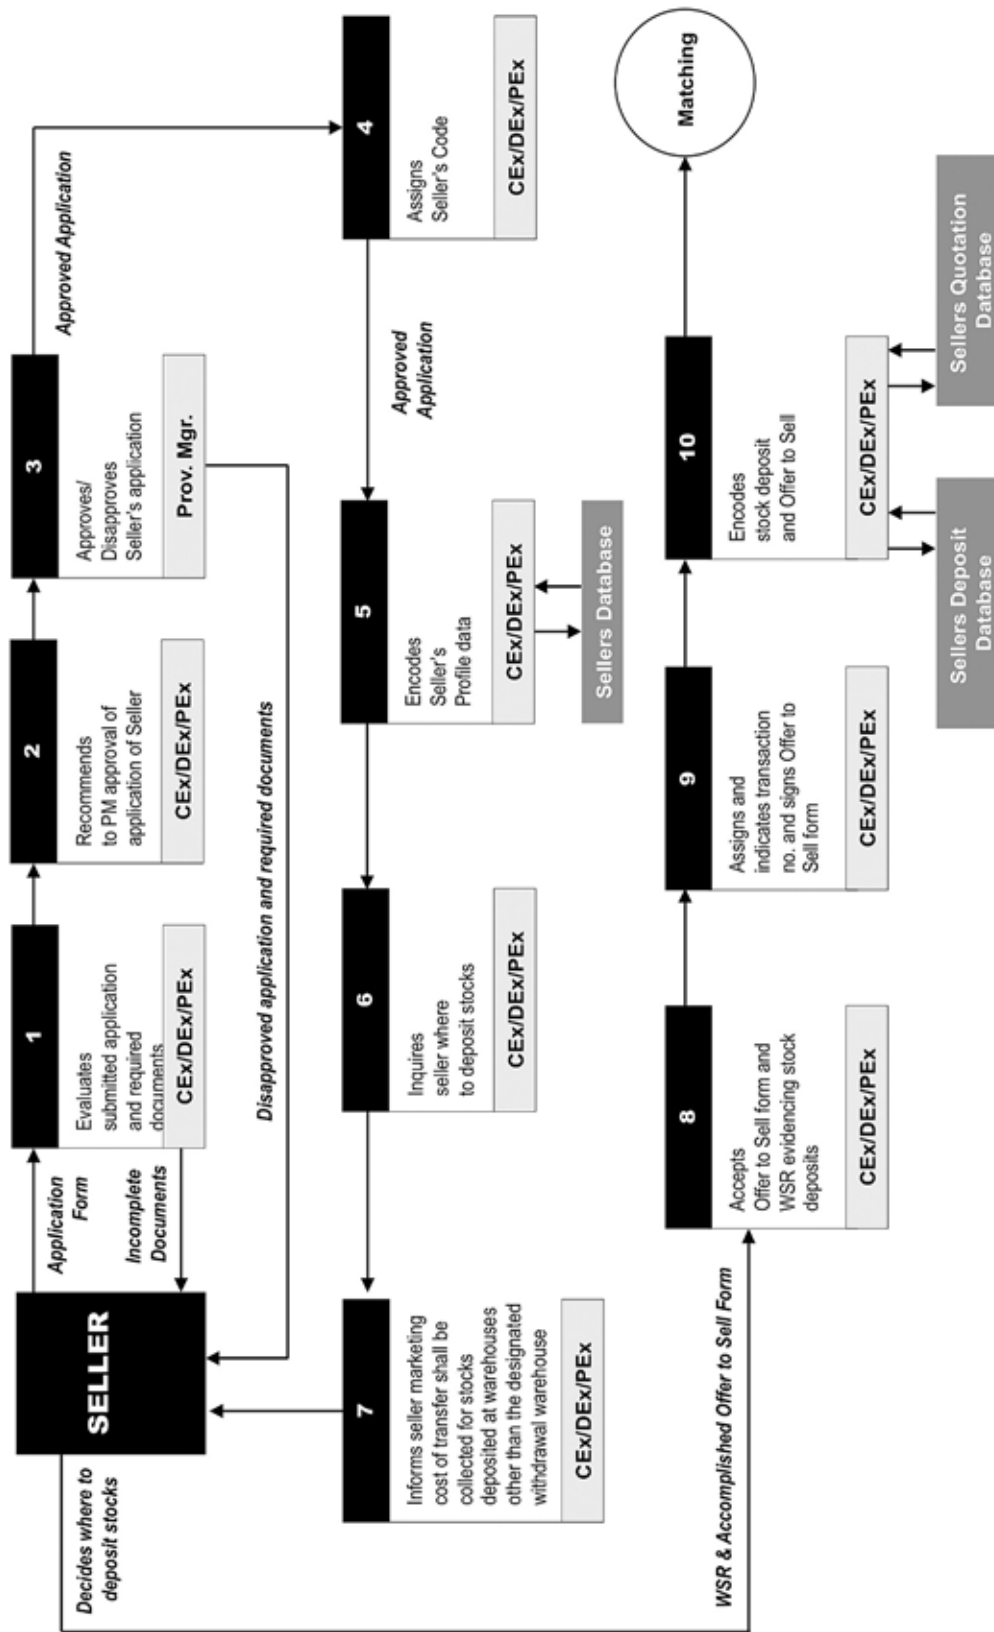 SELLER
Application
Form
Incomplete
Documents
1
Evaluates
submitted application
and required
documents
CEx/DEx/PEx
2
Recommends
to PM approval of
application of Seller
CEx/DEx/PEx
3
Approves/
Disapproves
Seller's application
Prov. Mgr.
Approved Application
Disapproved application and required documents
4
Assigns
Seller's Code
CEx/DEx/PEx
Approved
Application
5
Encodes
Seller's
Profile data
CEx/DEx/PEx
Sellers Database
6
Inquires
seller where
to deposit stocks
CEx/DEx/PEx
7
Informs seller marketing
cost of transfer shall be
collected for stocks
deposited at warehouses
other than the designated
withdrawal warehouse
CEx/DEx/PEx
Decides where to
deposit stocks
WSR & Accomplished Offer to Sell Form
8
Accepts
Offer to Sell form and
WSR evidencing stock
deposits
CEx/DEx/PEx
9
Assigns and
indicates transaction
no. and signs Offer to
Sell form
CEx/DEx/PEx
10
Encodes
stock deposit
and Offer to Sell
CEx/DEx/PEx
Sellers Deposit
Database
Sellers Quotation
Database
Matching